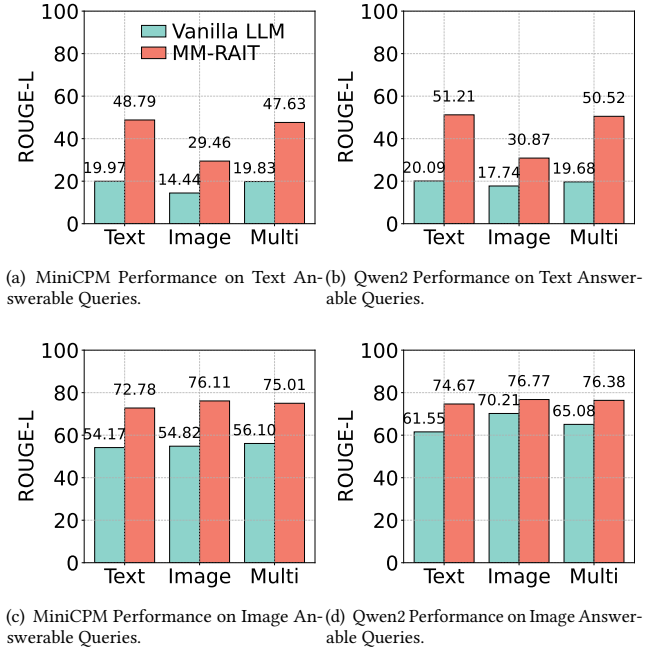 100
80
60
40
20
0
ROUGE-L
Vanilla LLM
MM-RAIT
19.97
48.79
14.44
29.46
19.83
47.63
Text Image Multi
(a) MiniCPM Performance on Text An-
swerable Queries.
100
80
60
40
20
0
ROUGE-L
20.09
51.21
17.74
30.87
19.68
50.52
Text Image Multi
(b) Qwen2 Performance on Text Answer-
able Queries.
100
80
60
40
20
0
ROUGE-L
54.17
72.78
54.82
76.11
56.10
75.01
Text Image Multi
(c) MiniCPM Performance on Image An-
swerable Queries.
100
80
60
40
20
0
ROUGE-L
61.55
74.67
70.21
76.77
65.08
76.38
Text Image Multi
(d) Qwen2 Performance on Image Answer-
able Queries.